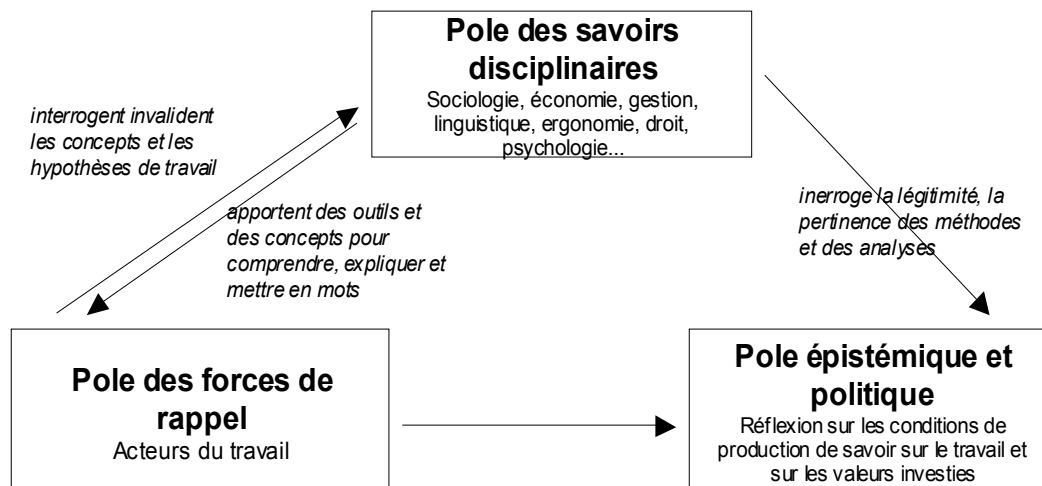 Pole des savoirs
disciplinaires
Sociologie, économie, gestion,
linguistique, ergonomie, droit,
psychologie...
interrogent invalident
les concepts et les
hypothèses de travail
apportent des outils et
des concepts pour
comprendre, expliquer et
mettre en mots
inerroge la légitimité, la
pertinence des méthodes
et des analyses
Pole des forces de
rappel
Acteurs du travail
Pole épistémique et
politique
Réflexion sur les conditions de
production de savoir sur le travail et
sur les valeurs investies